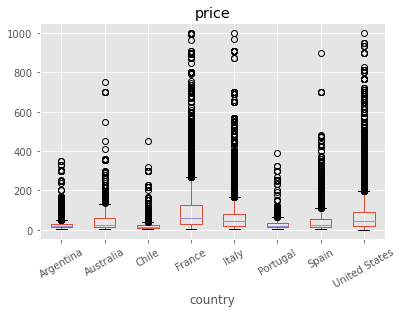 price
1000
800
600
400
200
0
Argentina
Australia
Chile
France
Italy
Portugal
Spain
United States
country